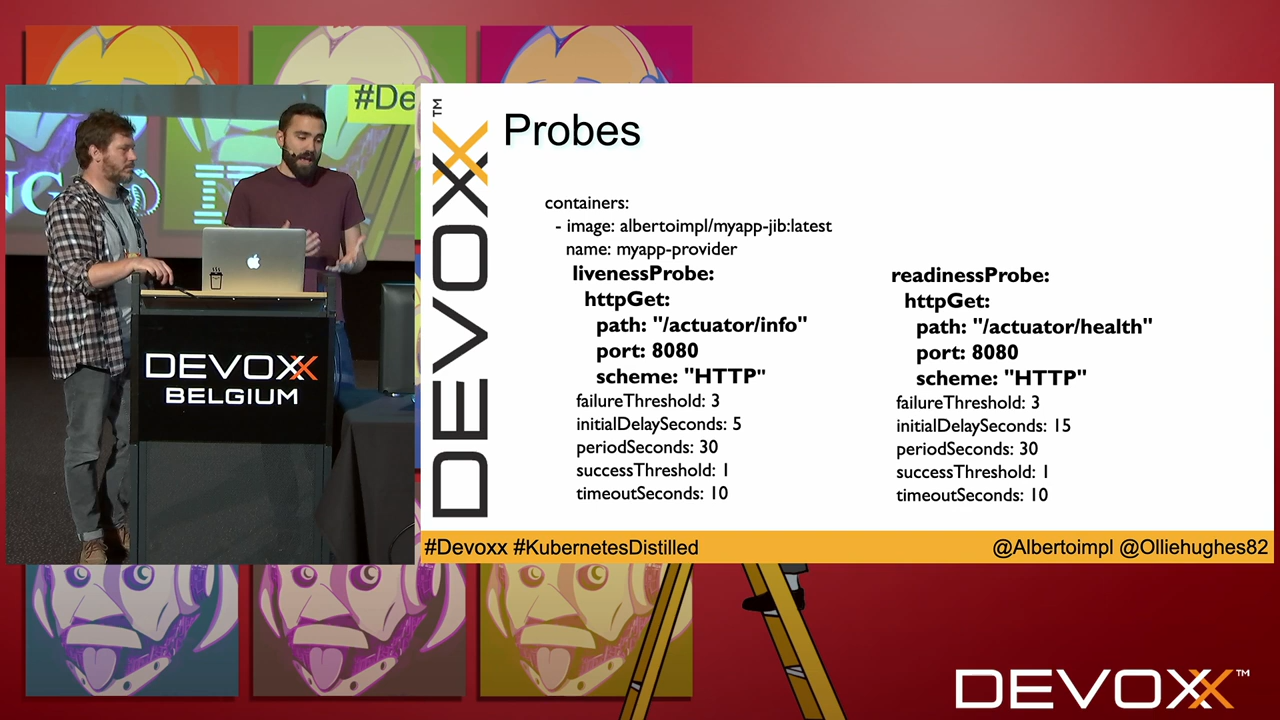 #De
NG
DEVOXX
BELGIUM
DEVOXX™
Probes
containers:
- image: albertoimpl/myapp-jib:latest
name: myapp-provider
livenessProbe:
httpGet:
path: "/actuator/info"
port: 8080
scheme: "HTTP"
failureThreshold: 3
initialDelaySeconds: 5
periodSeconds: 30
successThreshold: 1
timeoutSeconds: 10
readinessProbe:
httpGet:
path: "/actuator/health"
port: 8080
scheme: "HTTP"
failureThreshold: 3
initialDelaySeconds: 15
periodSeconds: 30
successThreshold: 1
timeoutSeconds: 10
#Devoxx #KubernetesDistilled
@Albertoimpl @Olliehughes82
DEVOXX™